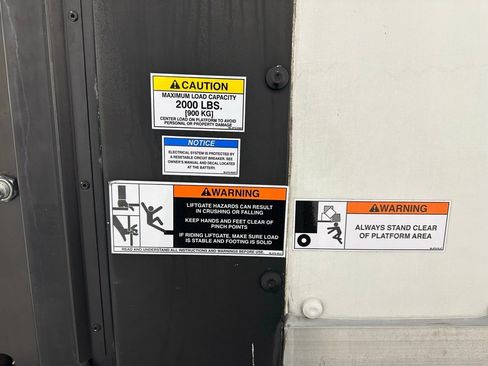 CAUTION
MAXIMUM LOAD CAPACITY
2000 LBS.
[900 KG]
CENTER LOAD ON PLATFORM TO AVOID
PERSONAL OR PROPERTY DAMAGE
NOTICE
ELECTRICAL SYSTEM IS PROTECTED BY
A RESETABLE CIRCUIT BREAKER. SEE
OWNER'S MANUAL AND DECAL LOCATED
AT THE BATTERY.
WARNING
LIFTGATE HAZARDS CAN RESULT
IN CRUSHING OR FALLING
KEEP HANDS AND FEET CLEAR OF
PINCH POINTS
IF RIDING LIFTGATE, MAKE SURE LOAD
IS STABLE AND FOOTING IS SOLID
READ AND UNDERSTAND ALL INSTRUCTIONS AND WARNINGS BEFORE USE.
WARNING
ALWAYS STAND CLEAR
OF PLATFORM AREA